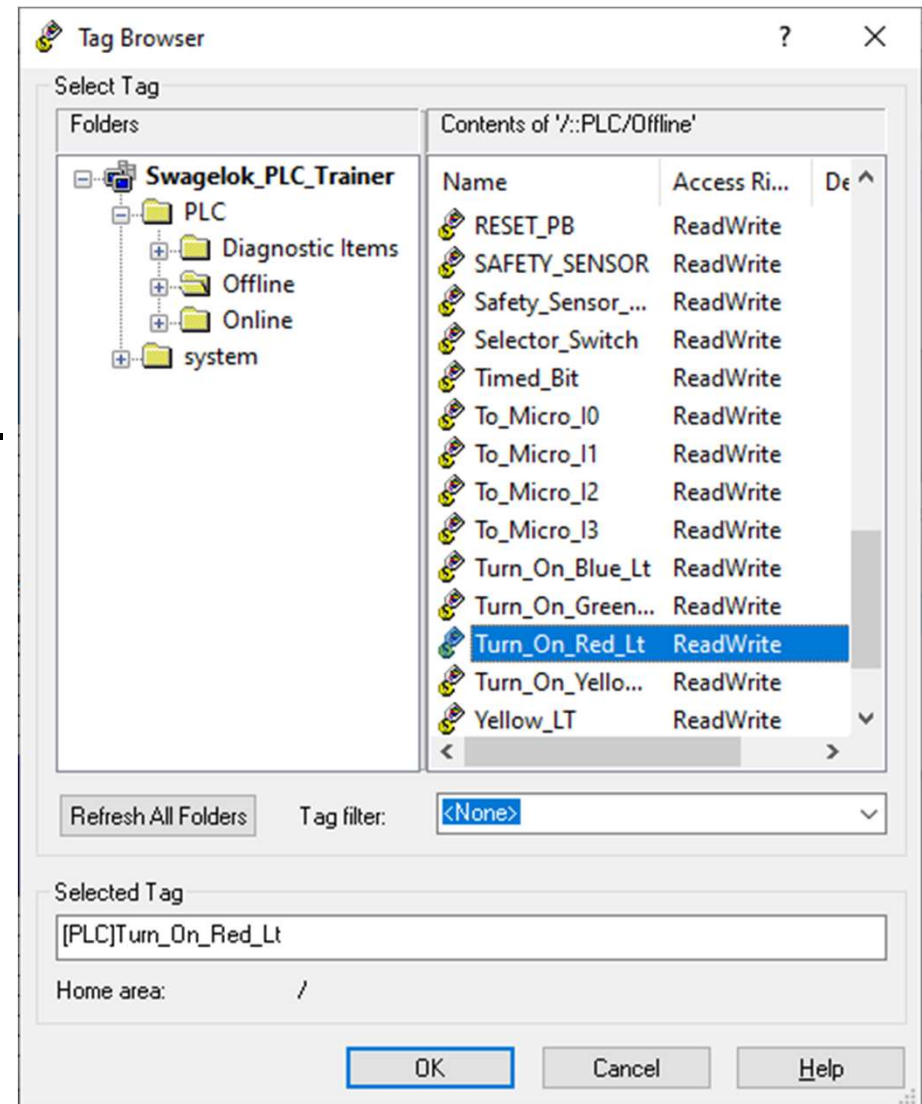 Tag Browser ? ×
Select Tag
Folders
Contents of '/::PLC/Offline'
Swagelok_PLC_Trainer
PLC
Diagnostic Items
Offline
Online
system
Name Access Ri... De
RESET_PB ReadWrite
SAFETY_SENSOR ReadWrite
Safety_Sensor_... ReadWrite
Selector_Switch ReadWrite
Timed_Bit ReadWrite
To_Micro_I0 ReadWrite
To_Micro_I1 ReadWrite
To_Micro_I2 ReadWrite
To_Micro_I3 ReadWrite
Turn_On_Blue_Lt ReadWrite
Turn_On_Green... ReadWrite
Turn_On_Red_Lt ReadWrite
Turn_On_Yello... ReadWrite
Yellow_LT ReadWrite
Refresh All Folders Tag filter: <None>
Selected Tag
[PLC]Turn_On_Red_Lt
Home area: /
OK Cancel Help